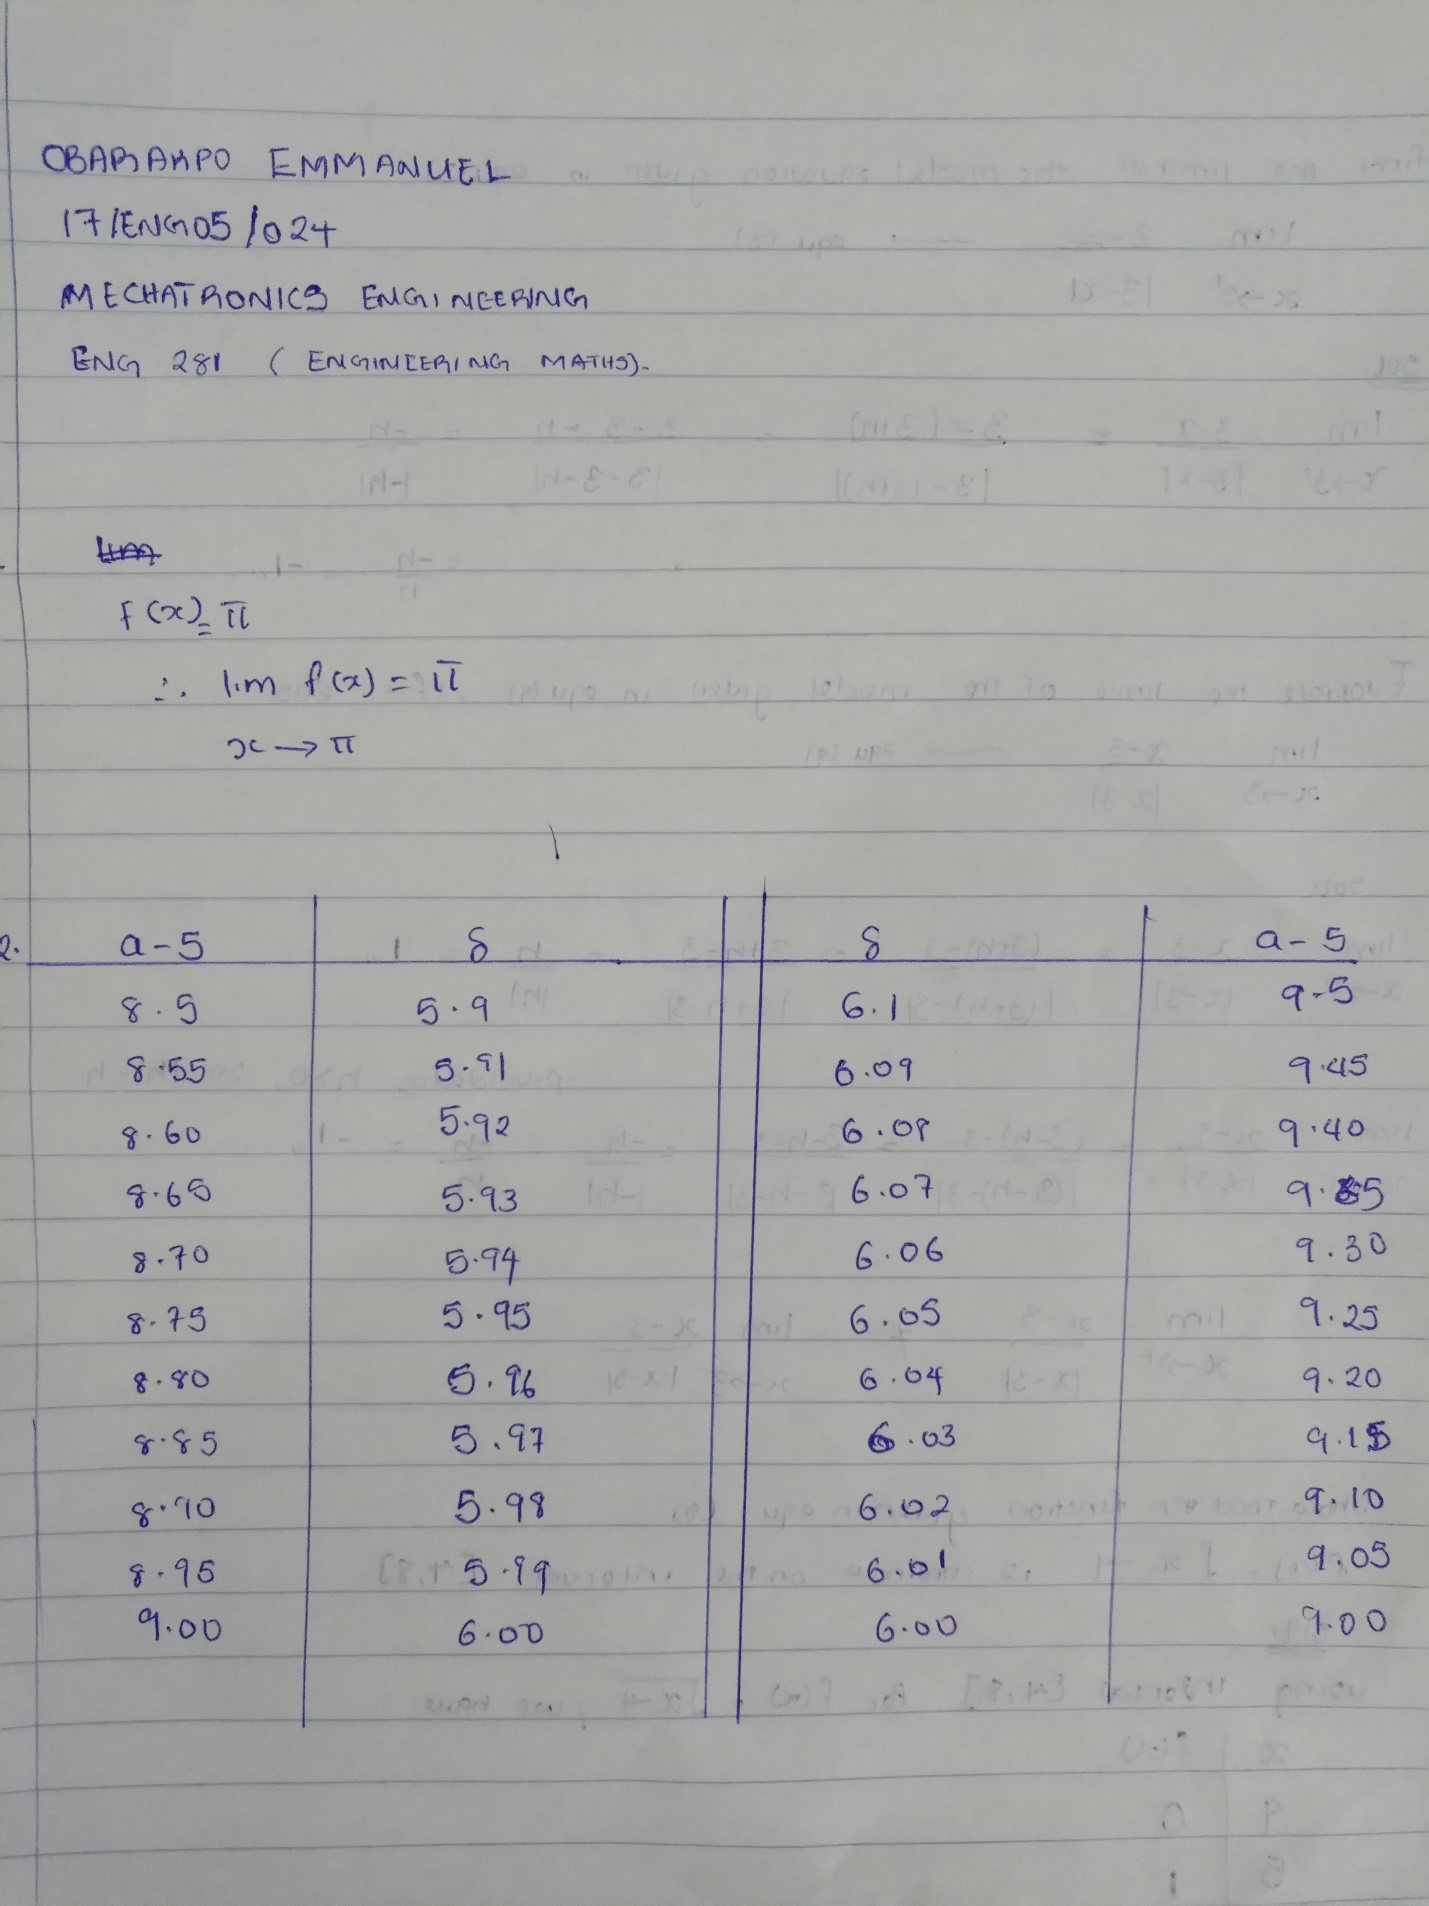 OBARAKPO EMMANUEL
17/ENG05/024
MECHATRONICS ENGINEERING
ENG 281 ( ENGINEERING MATHS).
f(x) = π
∴ lim f(x) = π
x → π
2. a-5 δ δ a-5
8.5 5.9 6.1 9.5
8.55 5.91 6.09 9.45
8.60 5.92 6.08 9.40
8.65 5.93 6.07 9.35
8.70 5.94 6.06 9.30
8.75 5.95 6.05 9.25
8.80 5.96 6.04 9.20
8.85 5.97 6.03 9.15
8.90 5.98 6.02 9.10
8.95 5.99 6.01 9.05
9.00 6.00 6.00 9.00